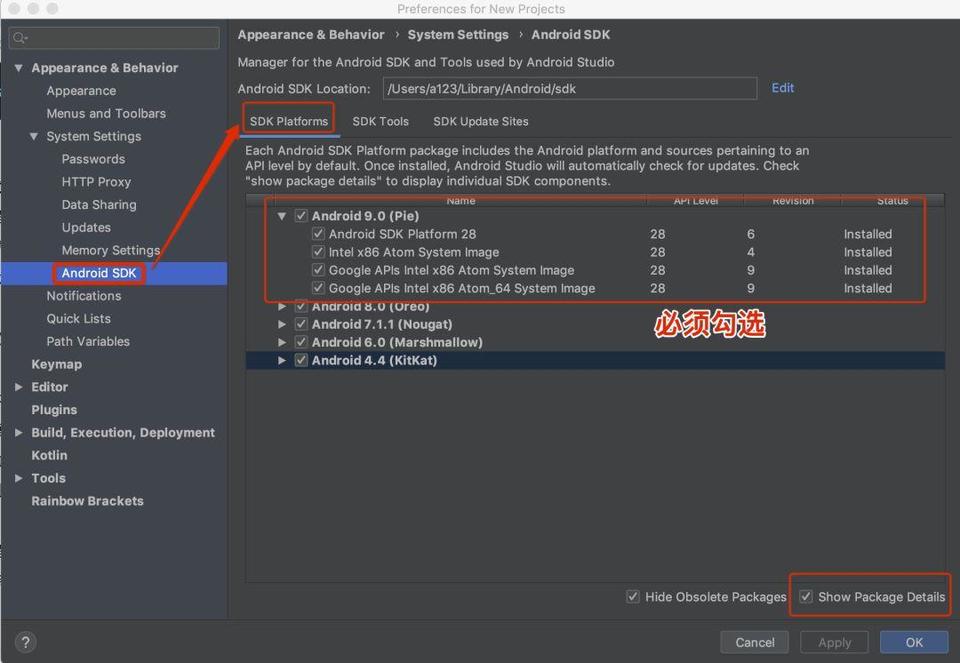 Preferences for New Projects
Appearance & Behavior › System Settings › Android SDK
Manager for the Android SDK and Tools used by Android Studio
Android SDK Location: /Users/a123/Library/Android/sdk Edit
SDK Platforms SDK Tools SDK Update Sites
Each Android SDK Platform package includes the Android platform and sources pertaining to an
API level by default. Once installed, Android Studio will automatically check for updates. Check
"show package details" to display individual SDK components.
Name API Level Revision Status
Android 9.0 (Pie)
Android SDK Platform 28 28 6 Installed
Intel x86 Atom System Image 28 4 Installed
Google APIs Intel x86 Atom System Image 28 9 Installed
Google APIs Intel x86 Atom_64 System Image 28 9 Installed
Android 8.0 (Oreo)
Android 7.1.1 (Nougat)
Android 6.0 (Marshmallow)
Android 4.4 (KitKat)
必须勾选
Hide Obsolete Packages Show Package Details
Appearance & Behavior
Appearance
Menus and Toolbars
System Settings
Passwords
HTTP Proxy
Data Sharing
Updates
Memory Settings
Android SDK
Notifications
Quick Lists
Path Variables
Keymap
Editor
Plugins
Build, Execution, Deployment
Kotlin
Tools
Rainbow Brackets
? Cancel Apply OK